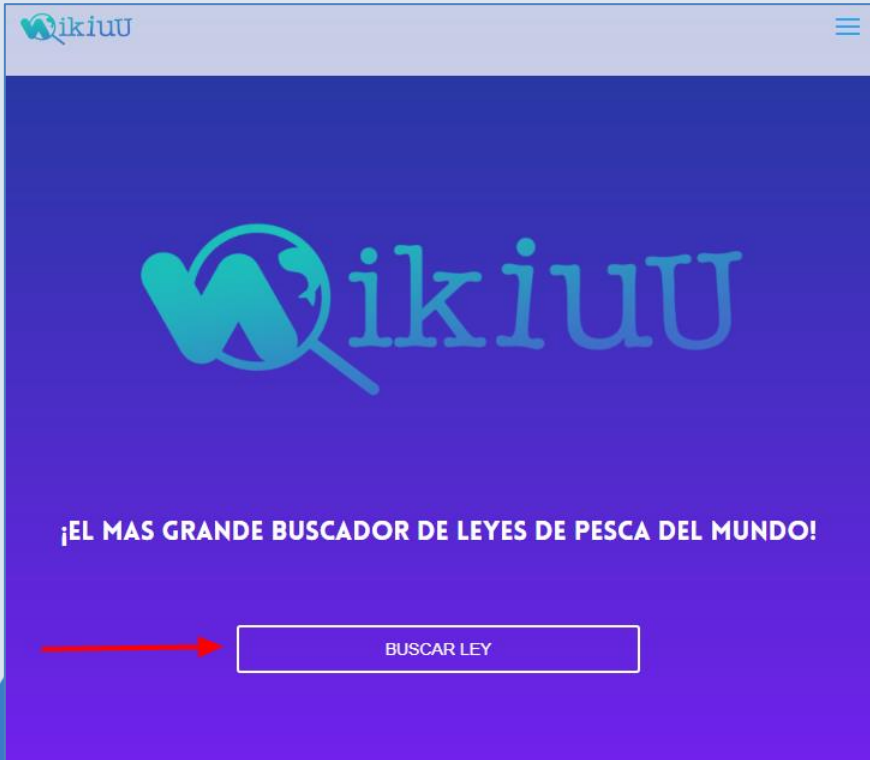 WikiuU
WikiuU
¡EL MAS GRANDE BUSCADOR DE LEYES DE PESCA DEL MUNDO!
BUSCAR LEY